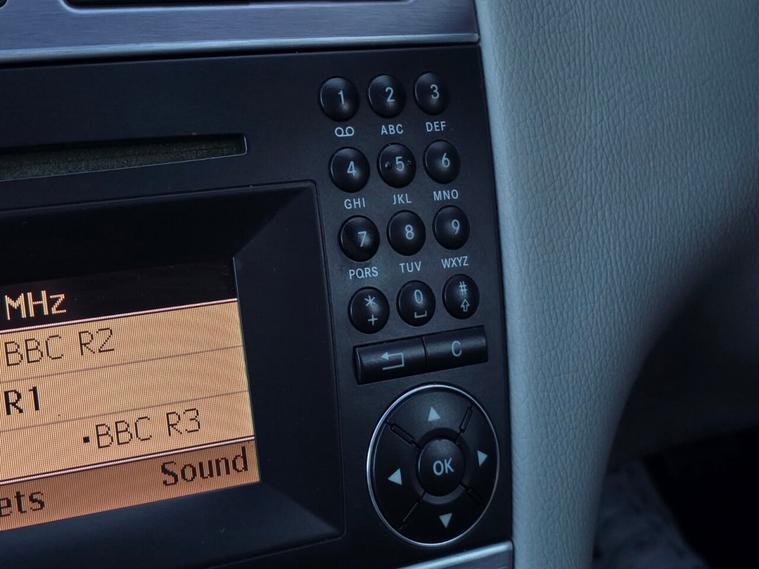 1 2 3
ABC DEF
4 5 6
GHI JKL MNO
7 8 9
PQRS TUV WXYZ
* 0 #
+
C
OK
MHz
BBC R2
R1
BBC R3
Sound
ets